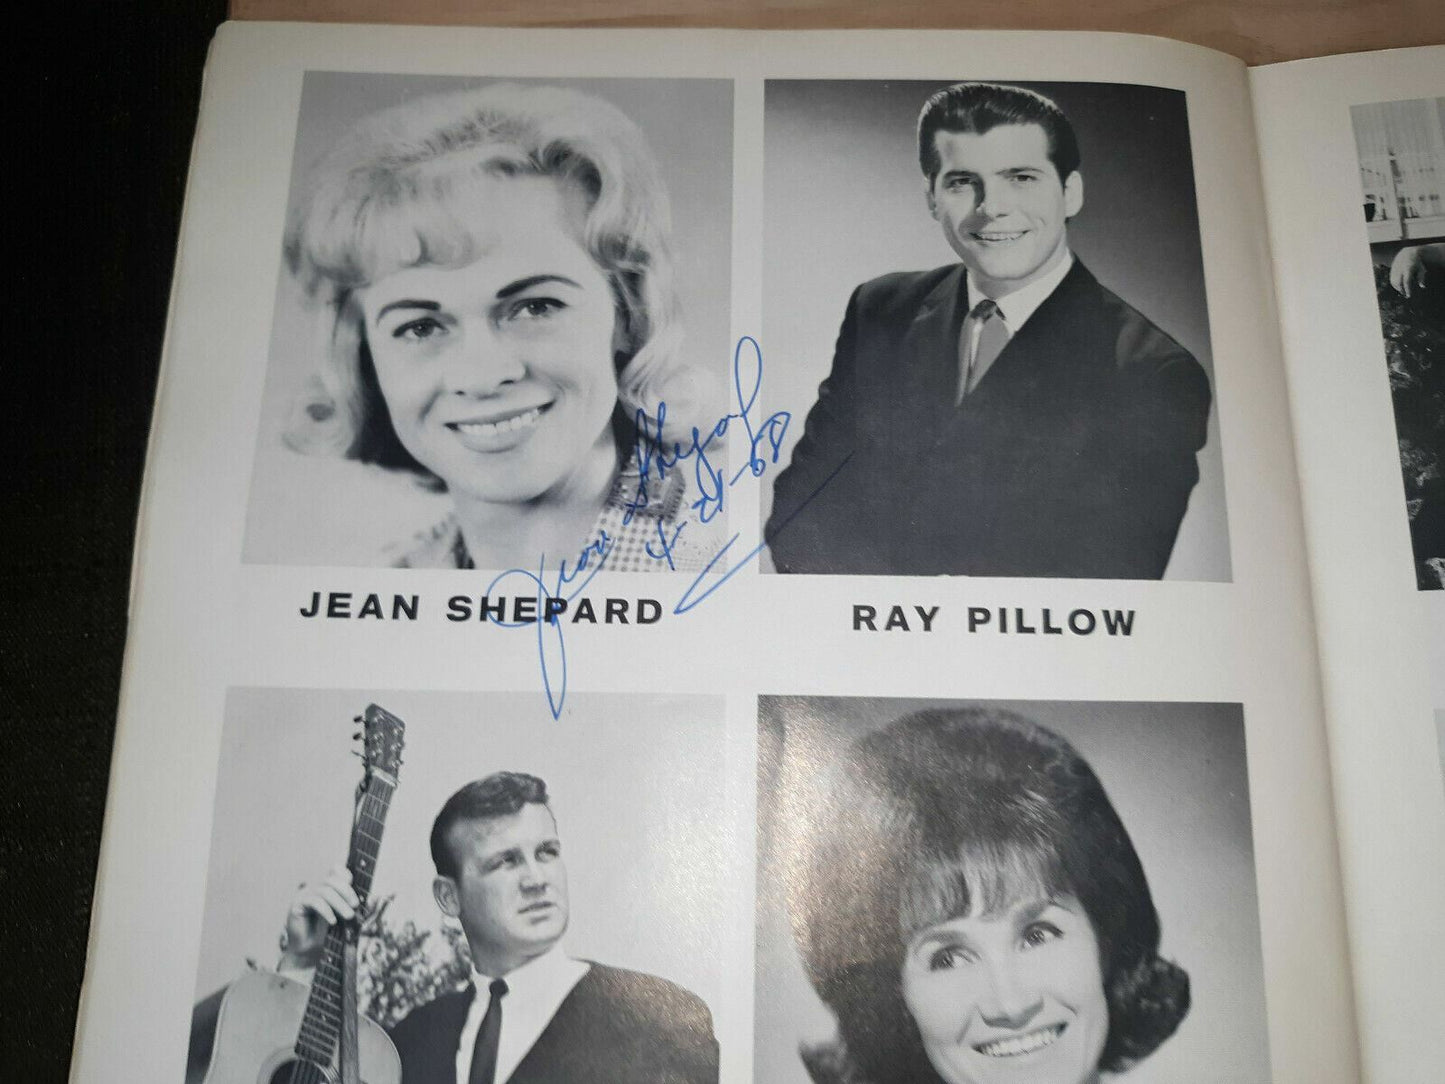 Jean Shepard
4-21-68
JEAN SHEPARD
RAY PILLOW